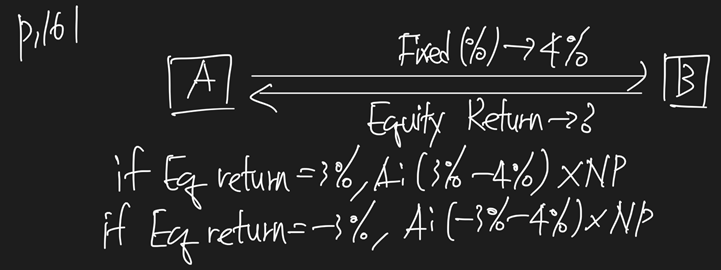 p.161
Fixed (%) → 4%
A
B
Equity Return → ?
if Eq return = 3%, A: (3% - 4%) × NP
if Eq return = -3%, A: (-3% - 4%) × NP